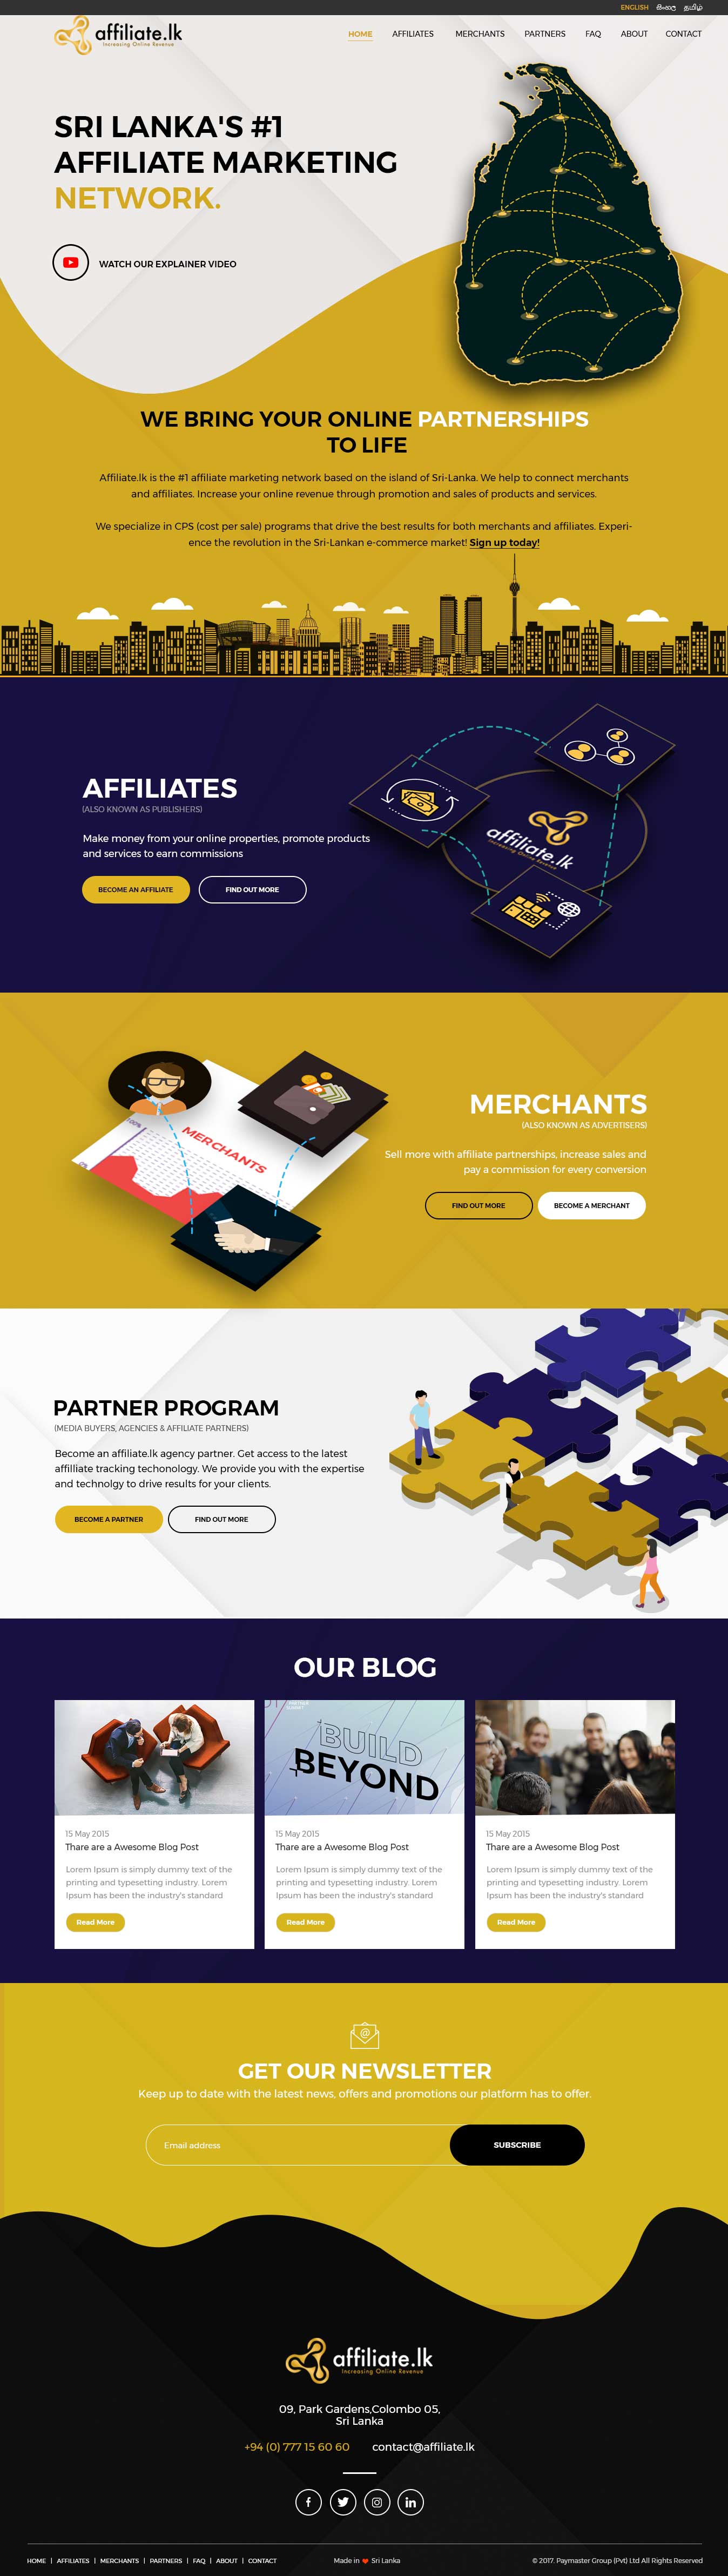 ENGLISH සිංහල தமிழ்
affiliate.lk
Increasing Online Revenue
HOME AFFILIATES MERCHANTS PARTNERS FAQ ABOUT CONTACT
SRI LANKA'S #1
AFFILIATE MARKETING
NETWORK.
WATCH OUR EXPLAINER VIDEO
WE BRING YOUR ONLINE PARTNERSHIPS
TO LIFE
Affiliate.lk is the #1 affiliate marketing network based on the island of Sri-Lanka. We help to connect merchants
and affiliates. Increase your online revenue through promotion and sales of products and services.
We specialize in CPS (cost per sale) programs that drive the best results for both merchants and affiliates. Experi-
ence the revolution in the Sri-Lankan e-commerce market! Sign up today!
AFFILIATES
(ALSO KNOWN AS PUBLISHERS)
Make money from your online properties, promote products
and services to earn commissions
BECOME AN AFFILIATE FIND OUT MORE
affiliate.lk
Increasing Online Revenue
MERCHANTS
100%
MERCHANTS
(ALSO KNOWN AS ADVERTISERS)
Sell more with affiliate partnerships, increase sales and
pay a commission for every conversion
FIND OUT MORE BECOME A MERCHANT
PARTNER PROGRAM
(MEDIA BUYERS, AGENCIES & AFFILIATE PARTNERS)
Become an affiliate.lk agency partner. Get access to the latest
affilliate tracking techonology. We provide you with the expertise
and technolgy to drive results for your clients.
BECOME A PARTNER FIND OUT MORE
OUR BLOG
BUILD
BEYOND
15 May 2015
Thare are a Awesome Blog Post
Lorem Ipsum is simply dummy text of the
printing and typesetting industry. Lorem
Ipsum has been the industry's standard
Read More
15 May 2015
Thare are a Awesome Blog Post
Lorem Ipsum is simply dummy text of the
printing and typesetting industry. Lorem
Ipsum has been the industry's standard
Read More
15 May 2015
Thare are a Awesome Blog Post
Lorem Ipsum is simply dummy text of the
printing and typesetting industry. Lorem
Ipsum has been the industry's standard
Read More
@
GET OUR NEWSLETTER
Keep up to date with the latest news, offers and promotions our platform has to offer.
Email address SUBSCRIBE
affiliate.lk
Increasing Online Revenue
09, Park Gardens,Colombo 05,
Sri Lanka
+94 (0) 777 15 60 60 contact@affiliate.lk
HOME | AFFILIATES | MERCHANTS | PARTNERS | FAQ | ABOUT | CONTACT
Made in ❤ Sri Lanka
© 2017. Paymaster Group (Pvt) Ltd All Rights Reserved